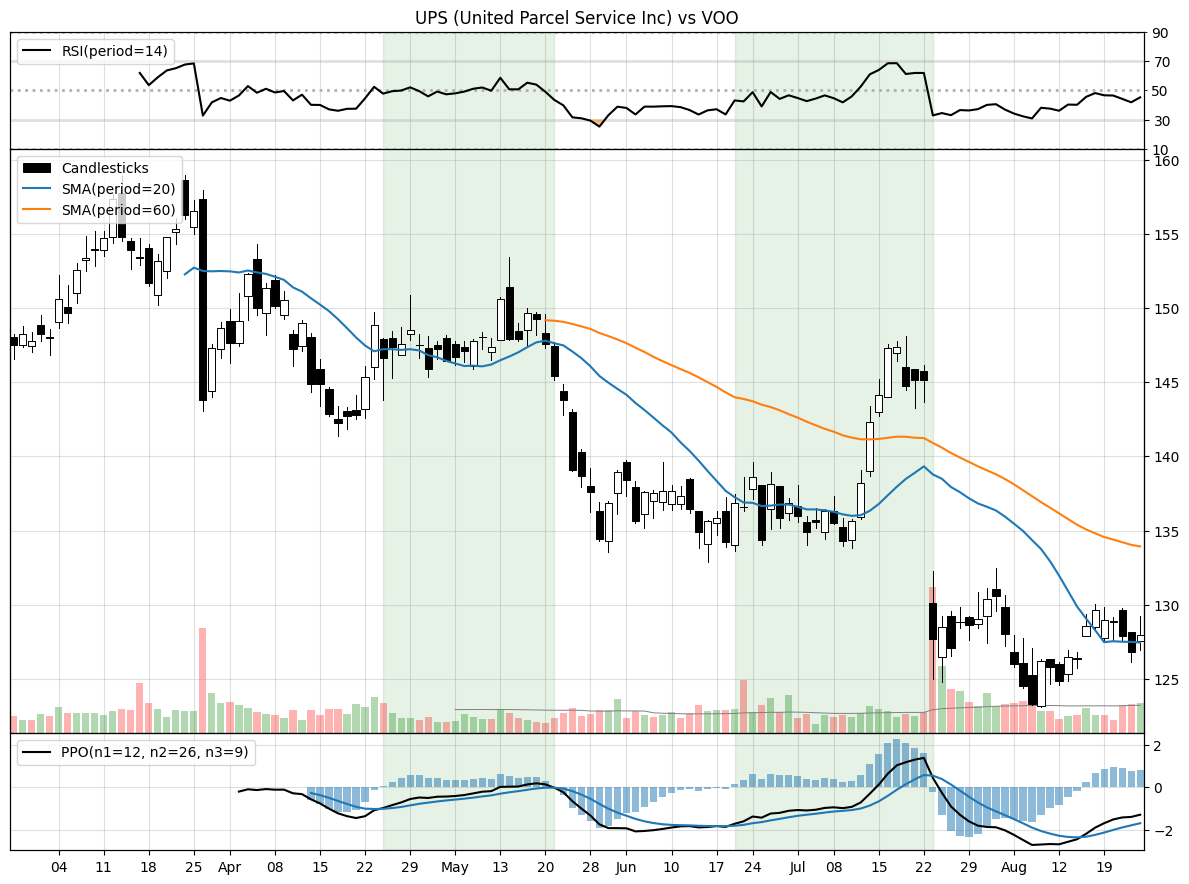 UPS (United Parcel Service Inc) vs VOO
RSI(period=14)
90
70
50
30
10
Candlesticks
SMA(period=20)
SMA(period=60)
160
155
150
145
140
135
130
125
PPO(n1=12, n2=26, n3=9)
2
0
−2
04 11 18 25 Apr 08 15 22 29 May 13 20 28 Jun 10 17 24 Jul 08 15 22 29 Aug 12 19